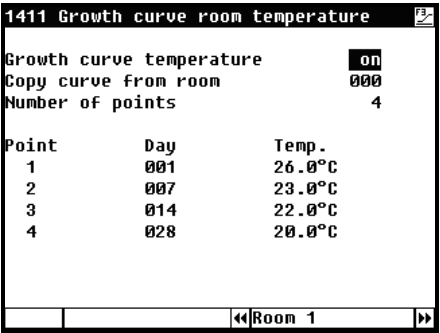 1411 Growth curve room temperature F3
Growth curve temperature on
Copy curve from room 000
Number of points 4
Point Day Temp.
1 001 26.0°C
2 007 23.0°C
3 014 22.0°C
4 028 20.0°C
Room 1